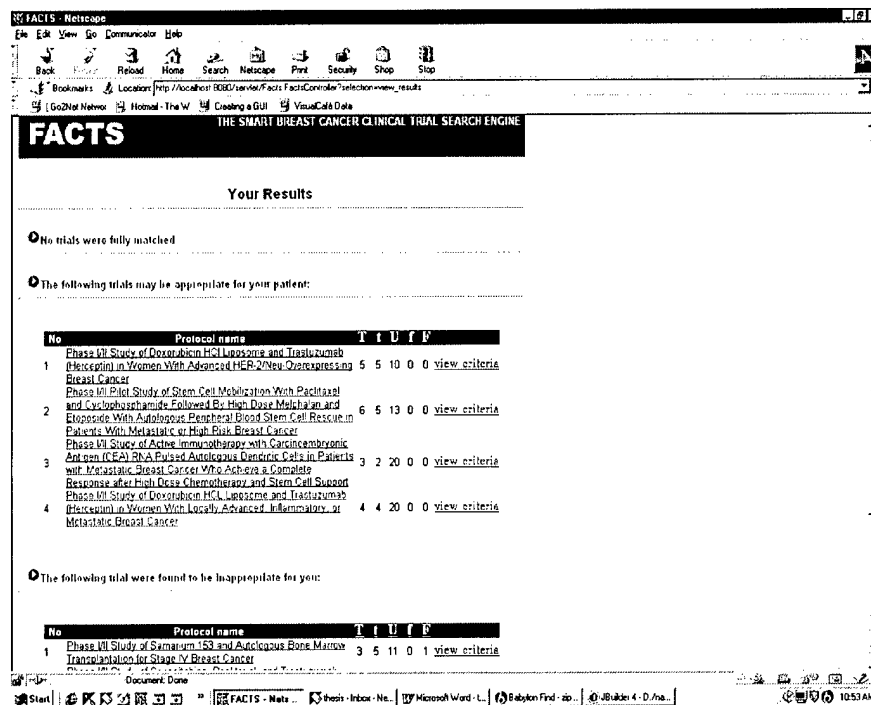 FACTS - Netscape
File Edit View Go Communicator Help
Back Reload Home Search Netscape Print Security Shop Stop
Bookmarks Location: http://localhost:8080/servlet/Facts.FactsController?selection=view_results
Hotmail - The W Creating a GUI VisualCafé Data
FACTS
THE SMART BREAST CANCER CLINICAL TRIAL SEARCH ENGINE
Your Results
No trials were fully matched
The following trials may be appropriate for your patient:
No Protocol name T t U f F
Phase I/II Study of Doxorubicin HCl Liposome and Trastuzumab
1 (Herceptin) in Women With Advanced HER-2/Neu-Overexpressing 5 5 10 0 0 view criteria
Breast Cancer
Phase I/II Pilot Study of Stem Cell Mobilization With Paclitaxel
2 and Cyclophosphamide Followed By High Dose Melphalan and 6 5 13 0 0 view criteria
Etoposide With Autologous Peripheral Blood Stem Cell Rescue in
Patients With Metastatic or High Risk Breast Cancer
Phase I/II Study of Active Immunotherapy with Carcinoembryonic
3 Antigen (CEA) RNA Pulsed Autologous Dendritic Cells in Patients 3 2 20 0 0 view criteria
with Metastatic Breast Cancer Who Achieve a Complete
Response after High Dose Chemotherapy and Stem Cell Support
Phase I/II Study of Doxorubicin HCL Liposome and Trastuzumab
4 (Herceptin) in Women With Locally Advanced, Inflammatory, or 4 4 20 0 0 view criteria
Metastatic Breast Cancer
The following trial were found to be inappropriate for you:
No Protocol name T t U f F
1 Phase I/II Study of Samarium 153 and Autologous Bone Marrow 3 5 11 0 1 view criteria
Transplantation for Stage IV Breast Cancer
Document: Done
Start FACTS - Nets... thesis - Inbox - Ne... Microsoft Word - L... Babylon Find - zip... JBuilder 4 - D:/na... 10:53 AM